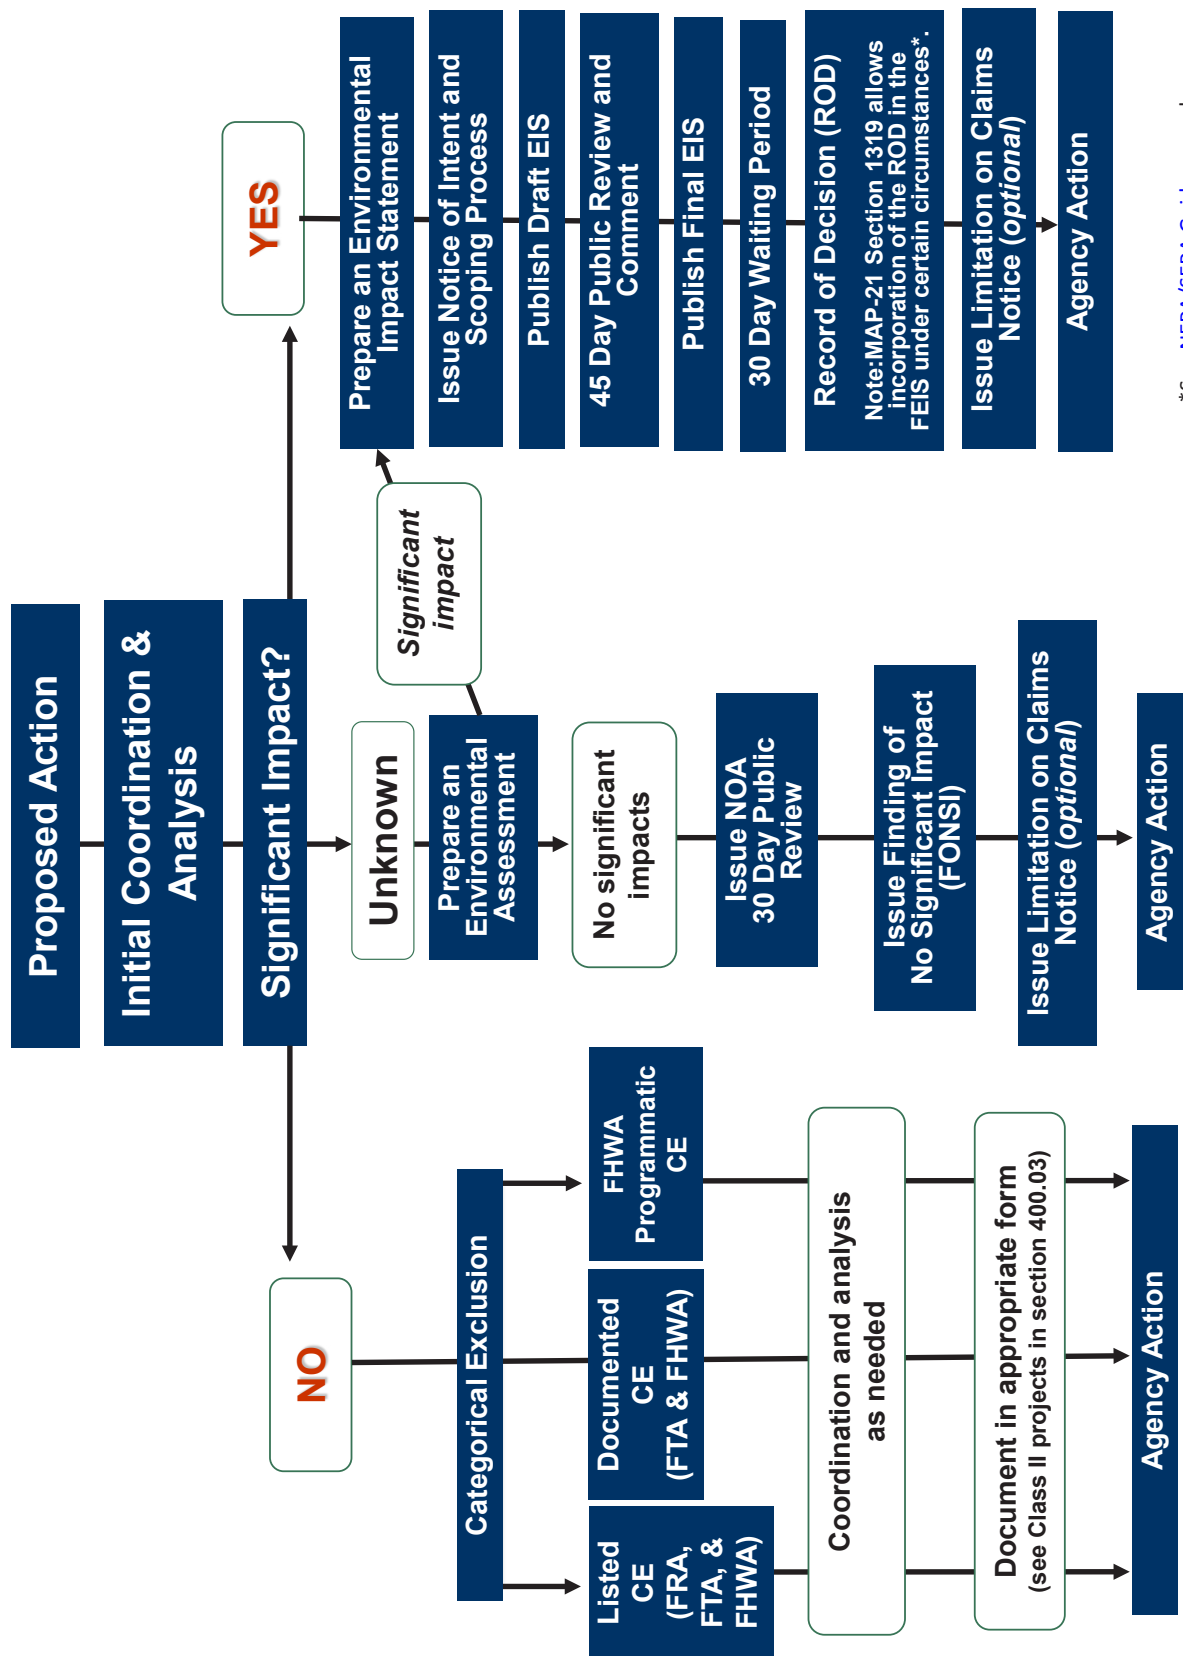 Proposed Action
Initial Coordination &
Analysis
Significant Impact?
NO
Categorical Exclusion
Listed
CE
(FRA,
FTA, &
FHWA)
Documented
CE
(FTA & FHWA)
FHWA
Programmatic
CE
Coordination and analysis
as needed
Document in appropriate form
(see Class II projects in section 400.03)
Agency Action
Unknown
Prepare an
Environmental
Assessment
Significant
impact
No significant
impacts
Issue NOA
30 Day Public
Review
Issue Finding of
No Significant Impact
(FONSI)
Issue Limitation on Claims
Notice (optional)
Agency Action
YES
Prepare an Environmental
Impact Statement
Issue Notice of Intent and
Scoping Process
Publish Draft EIS
45 Day Public Review and
Comment
Publish Final EIS
30 Day Waiting Period
Record of Decision (ROD)
Note:MAP-21 Section 1319 allows
incorporation of the ROD in the
FEIS under certain circumstances*.
Issue Limitation on Claims
Notice (optional)
Agency Action
NEPA/SEPA